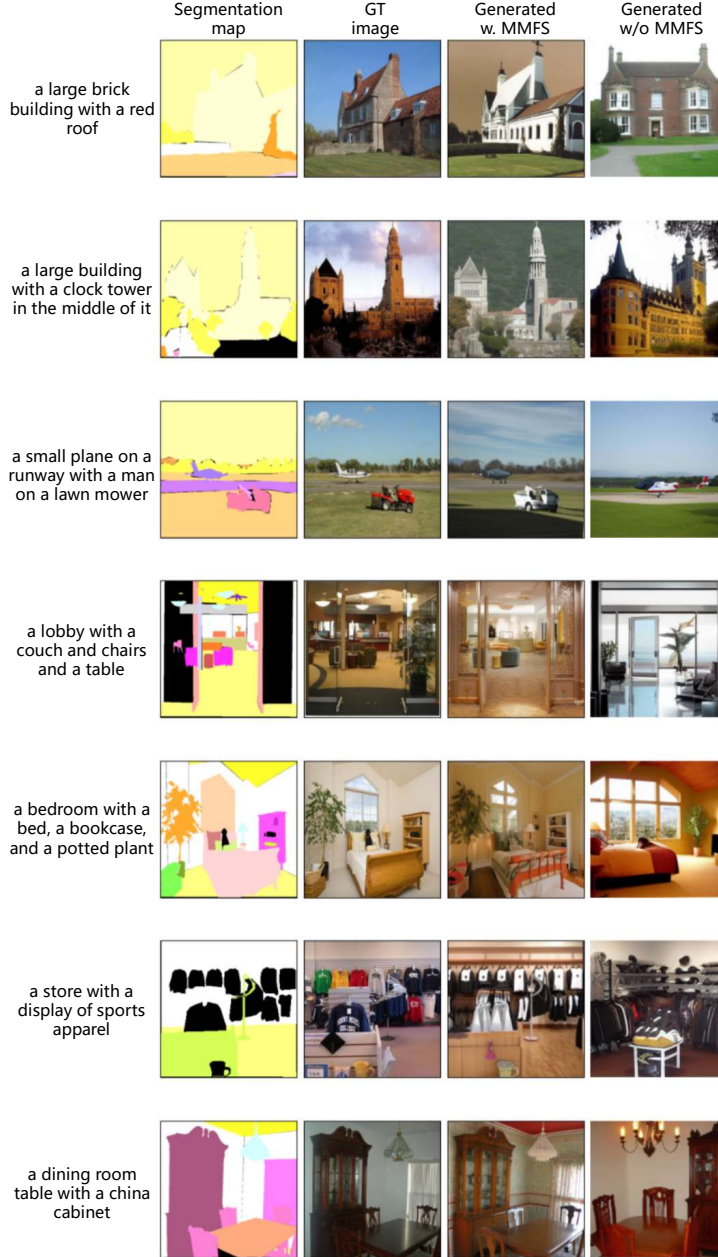 Segmentation map
GT image
Generated w. MMFS
Generated w/o MMFS
a large brick
building with a red
roof
a large building
with a clock tower
in the middle of it
a small plane on a
runway with a man
on a lawn mower
a lobby with a
couch and chairs
and a table
a bedroom with a
bed, a bookcase,
and a potted plant
a store with a
display of sports
apparel
a dining room
table with a china
cabinet